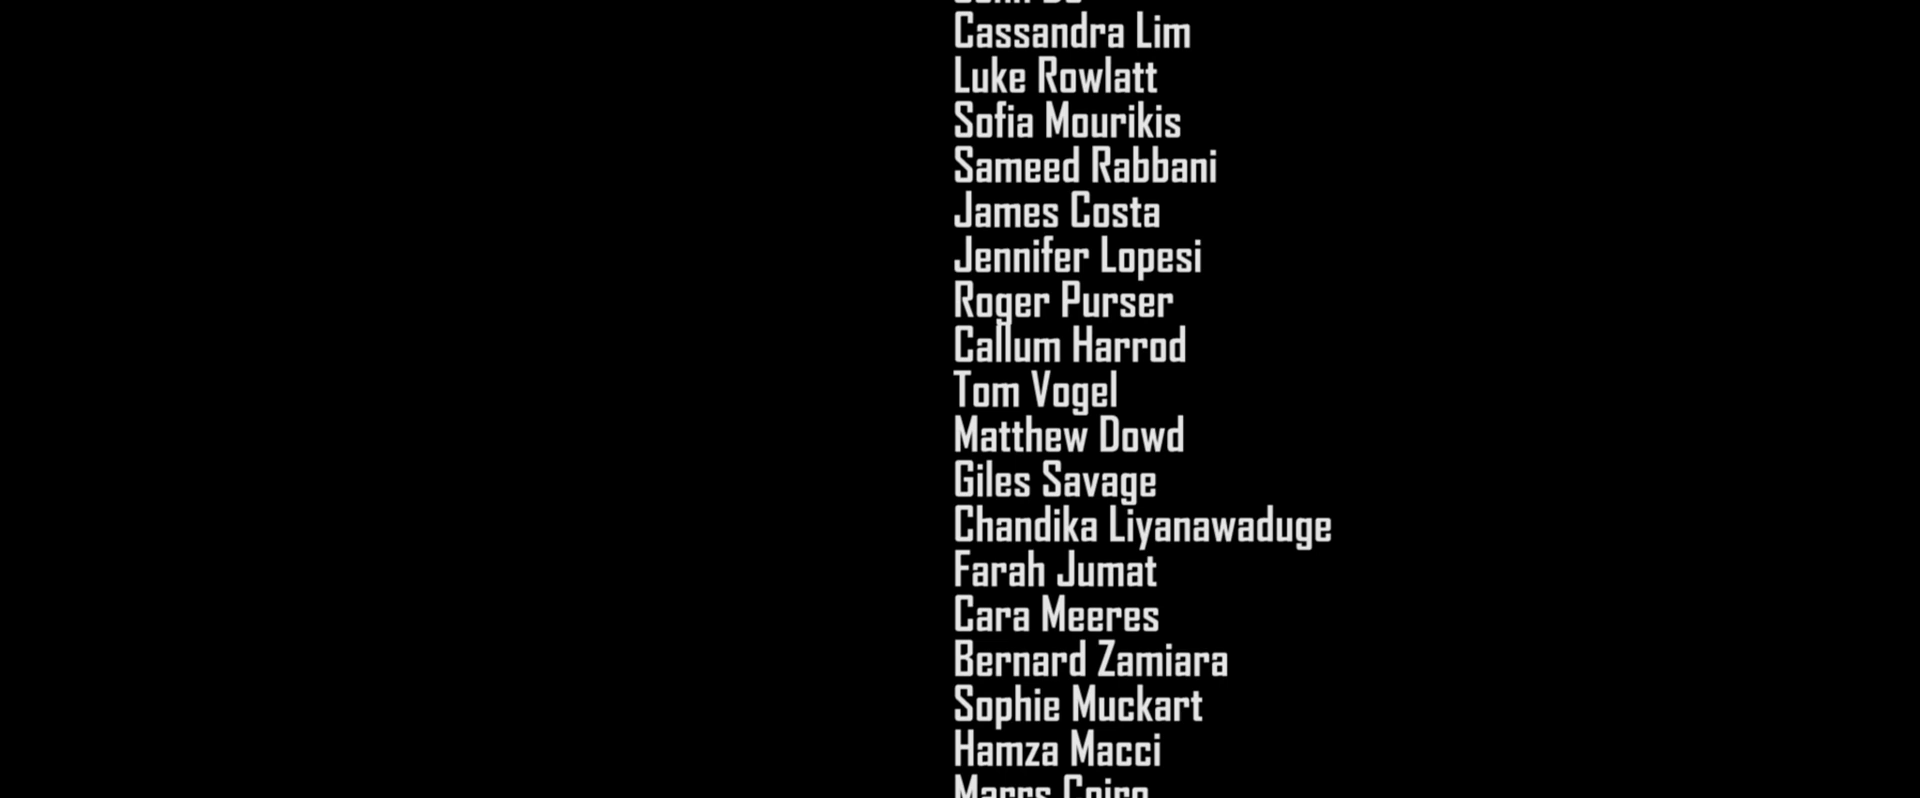 Cassandra Lim
Luke Rowlatt
Sofia Mourikis
Sameed Rabbani
James Costa
Jennifer Lopesi
Roger Purser
Callum Harrod
Tom Vogel
Matthew Dowd
Giles Savage
Chandika Liyanawaduge
Farah Jumat
Cara Meeres
Bernard Zamiara
Sophie Muckart
Hamza Macci